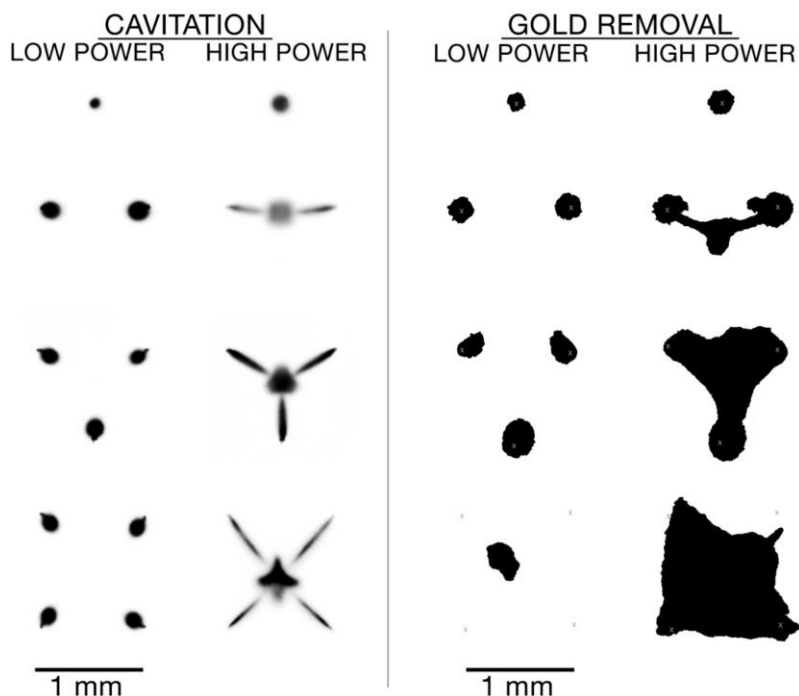 CAVITATION
LOW POWER HIGH POWER
GOLD REMOVAL
LOW POWER HIGH POWER
x x
x x x x
x x x x
x x
x x x
x x x x
1 mm
1 mm